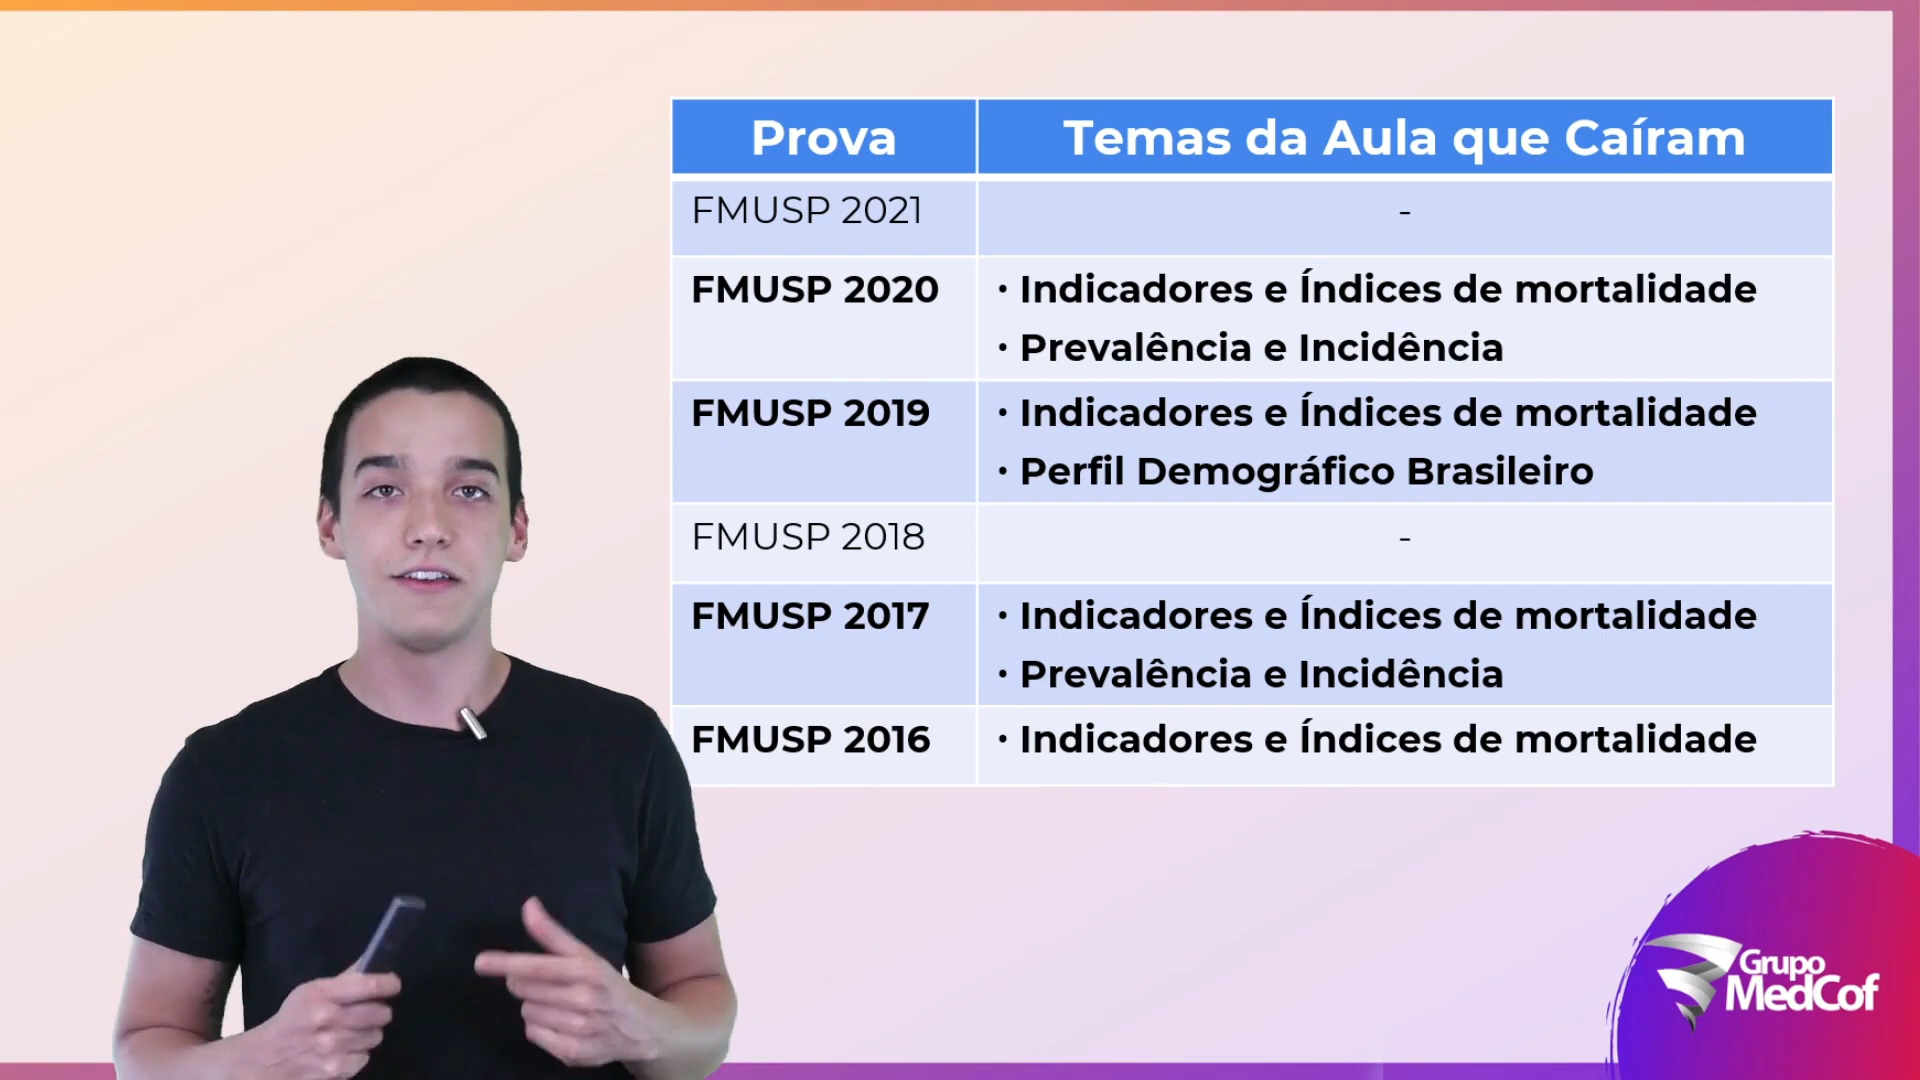 Prova
Temas da Aula que Caíram
FMUSP 2021
-
FMUSP 2020
• Indicadores e Índices de mortalidade
• Prevalência e Incidência
FMUSP 2019
• Indicadores e Índices de mortalidade
• Perfil Demográfico Brasileiro
FMUSP 2018
-
FMUSP 2017
• Indicadores e Índices de mortalidade
• Prevalência e Incidência
FMUSP 2016
• Indicadores e Índices de mortalidade
Grupo
MedCof